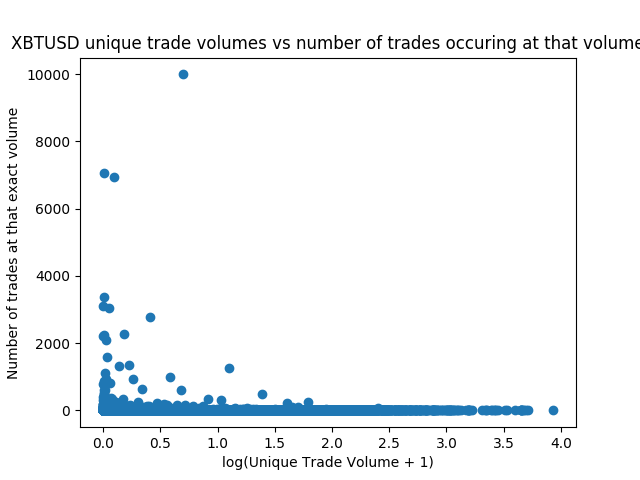 XBTUSD unique trade volumes vs number of trades occuring at that volume
10000
8000
6000
4000
2000
0
Number of trades at that exact volume
0.0 0.5 1.0 1.5 2.0 2.5 3.0 3.5 4.0
log(Unique Trade Volume + 1)